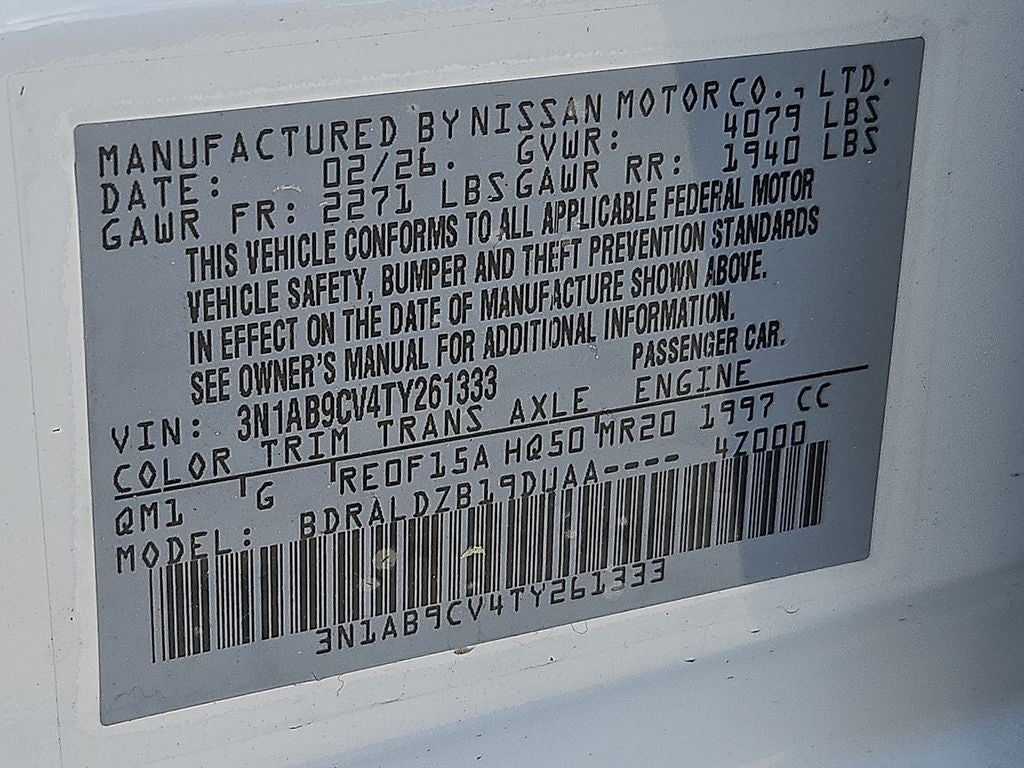 MANUFACTURED BY NISSAN MOTOR CO., LTD.
DATE: 02/26. GVWR: 4079 LBS
GAWR FR: 2271 LBS GAWR RR: 1940 LBS
THIS VEHICLE CONFORMS TO ALL APPLICABLE FEDERAL MOTOR
VEHICLE SAFETY, BUMPER AND THEFT PREVENTION STANDARDS
IN EFFECT ON THE DATE OF MANUFACTURE SHOWN ABOVE.
SEE OWNER'S MANUAL FOR ADDITIONAL INFORMATION.
VIN: 3N1AB9CV4TY261333 PASSENGER CAR.
COLOR TRIM TRANS AXLE ENGINE
QM1 G RE0F15A HQ50 MR20 1997 CC
MODEL: BDRALDZB19DUAA---- 4Z000
3N1AB9CV4TY261333